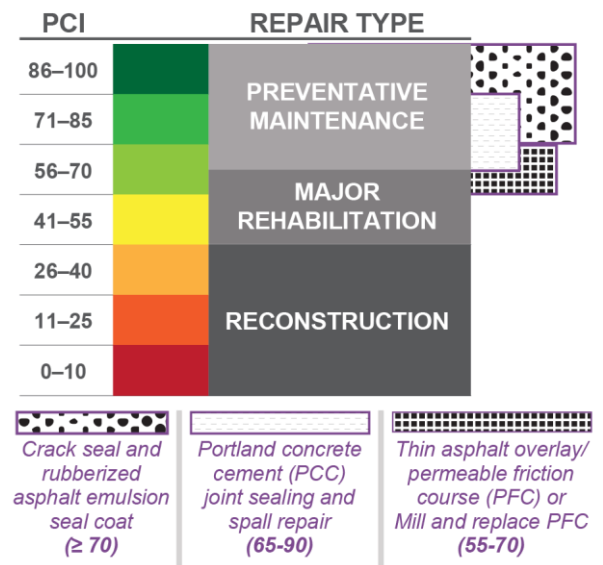 PCI REPAIR TYPE
86–100
71–85
56–70
41–55
26–40
11–25
0–10
PREVENTATIVE
MAINTENANCE
MAJOR
REHABILITATION
RECONSTRUCTION
Crack seal and
rubberized
asphalt emulsion
seal coat
(≥ 70)
Portland concrete
cement (PCC)
joint sealing and
spall repair
(65-90)
Thin asphalt overlay/
permeable friction
course (PFC) or
Mill and replace PFC
(55-70)